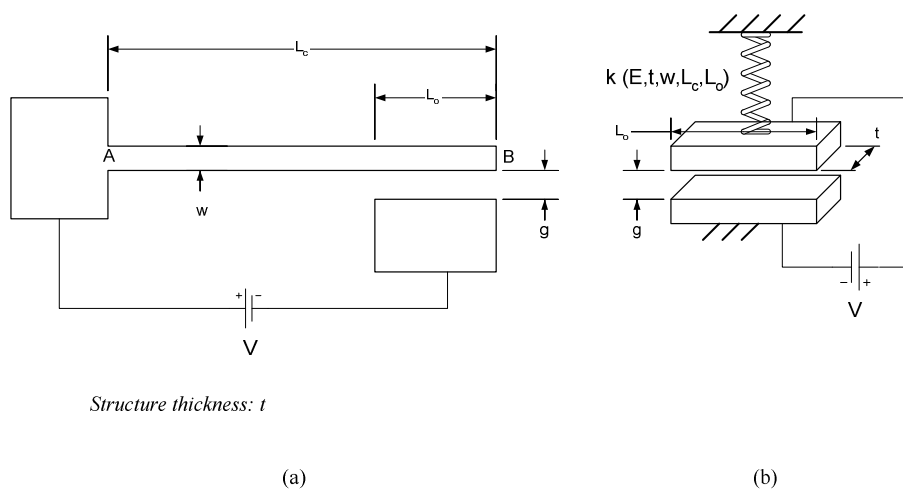 L_c
L_o
A
B
w
g
+ −
V
Structure thickness: t
(a)
k (E,t,w,L_c,L_o)
L_o
t
g
− +
V
(b)